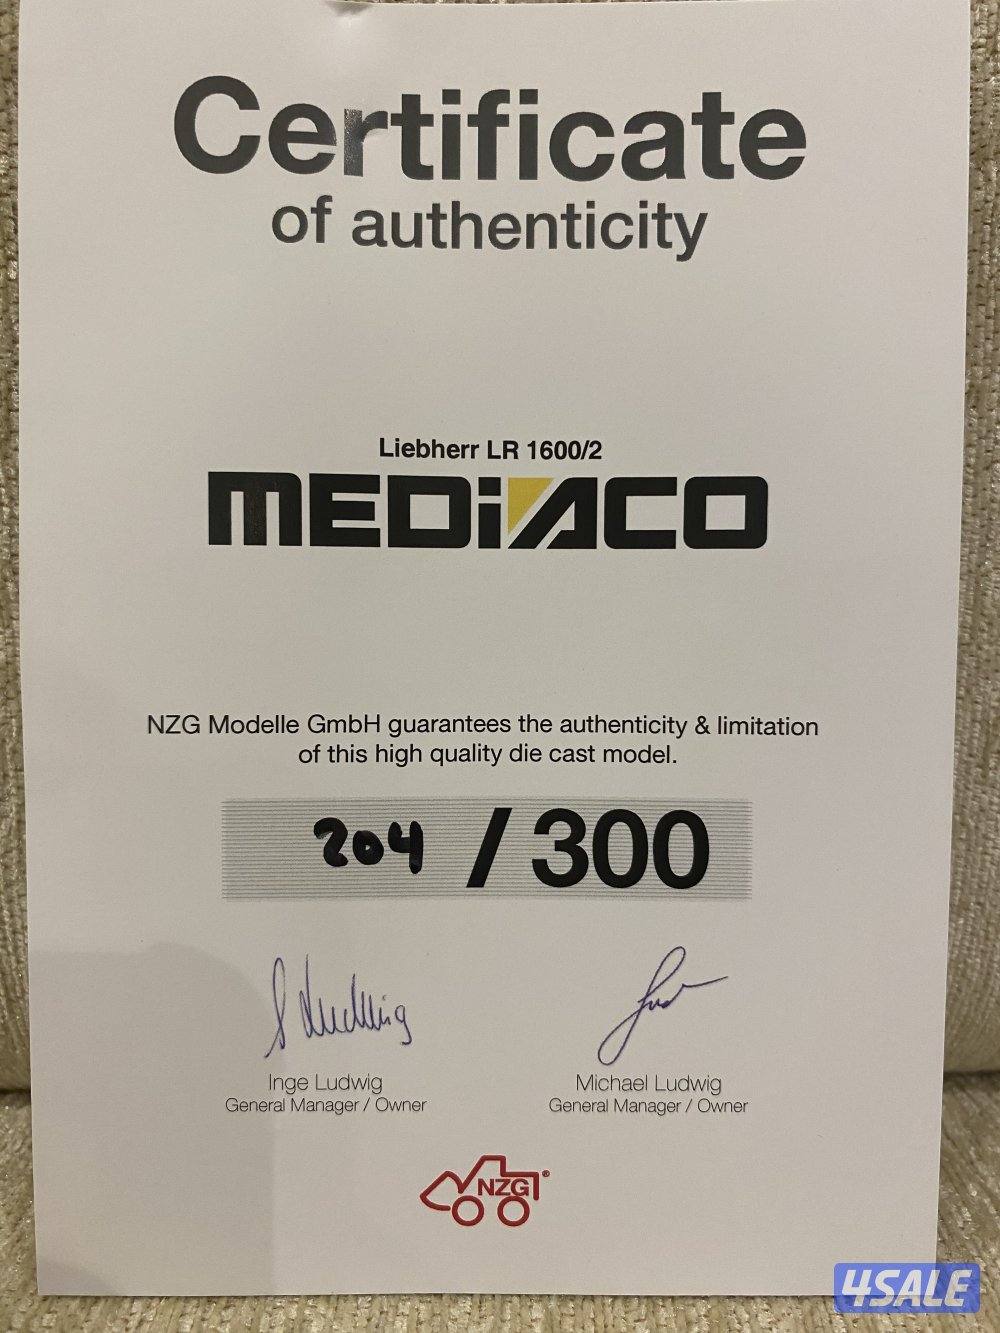 Certificate
of authenticity
Liebherr LR 1600/2
MEDiACO
NZG Modelle GmbH guarantees the authenticity & limitation
of this high quality die cast model.
204 / 300
S Ludwig
Inge Ludwig
General Manager / Owner
Michael Ludwig
General Manager / Owner
NZG®
4SALE